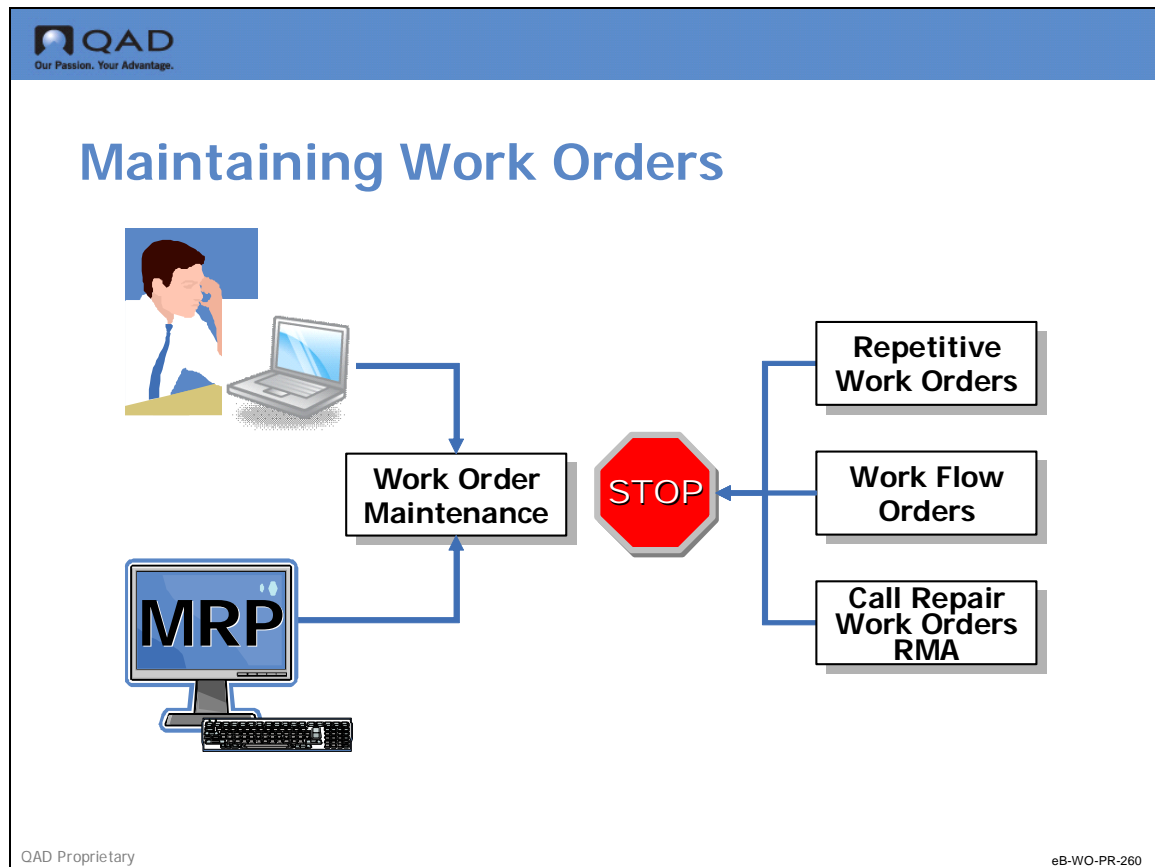 QAD
Our Passion. Your Advantage.
Maintaining Work Orders
Work Order
Maintenance
MRP
STOP
Repetitive
Work Orders
Work Flow
Orders
Call Repair
Work Orders
RMA
QAD Proprietary
eB-WO-PR-260